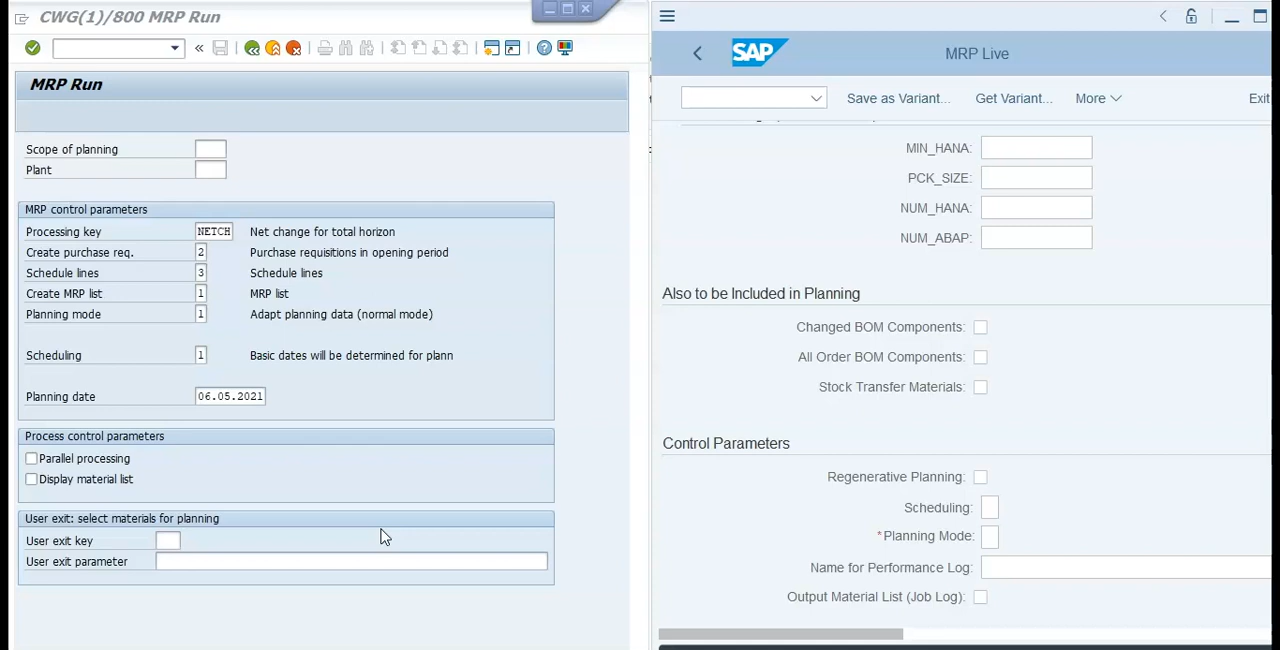 CWG(1)/800 MRP Run
MRP Run
Scope of planning
Plant
MRP control parameters
Processing key NETCH Net change for total horizon
Create purchase req. 2 Purchase requisitions in opening period
Schedule lines 3 Schedule lines
Create MRP list 1 MRP list
Planning mode 1 Adapt planning data (normal mode)
Scheduling 1 Basic dates will be determined for plann
Planning date 06.05.2021
Process control parameters
Parallel processing
Display material list
User exit: select materials for planning
User exit key
User exit parameter
SAP MRP Live
Save as Variant... Get Variant... More Exit
MIN_HANA:
PCK_SIZE:
NUM_HANA:
NUM_ABAP:
Also to be Included in Planning
Changed BOM Components:
All Order BOM Components:
Stock Transfer Materials:
Control Parameters
Regenerative Planning:
Scheduling:
*Planning Mode:
Name for Performance Log:
Output Material List (Job Log):